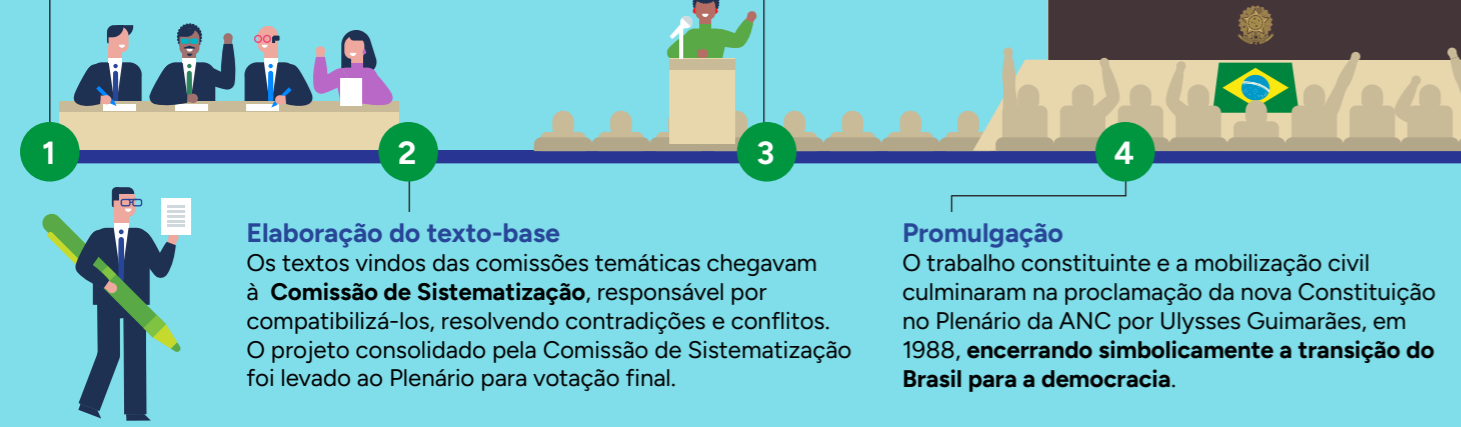 1
2
3
4
Elaboração do texto-base
Os textos vindos das comissões temáticas chegavam
à Comissão de Sistematização, responsável por
compatibilizá-los, resolvendo contradições e conflitos.
O projeto consolidado pela Comissão de Sistematização
foi levado ao Plenário para votação final.
Promulgação
O trabalho constituinte e a mobilização civil
culminaram na proclamação da nova Constituição
no Plenário da ANC por Ulysses Guimarães, em
1988, encerrando simbolicamente a transição do
Brasil para a democracia.